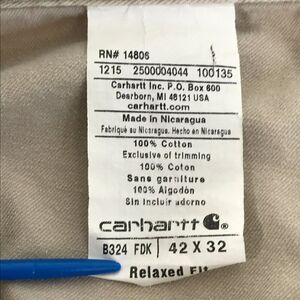 RN# 14806
1215 2500004044 100135
Carhartt Inc. P.O. Box 600
Dearborn, MI 48121 USA
carhartt.com
Made in Nicaragua
Fabriqué au Nicaragua. Hecho en Nicaragua
100% Cotton
Exclusive of trimming
100% Coton
Sans garniture
100% Algodón
Sin incluir adorno
carhartt
B324 FDK 42 X 32
Relaxed Fit